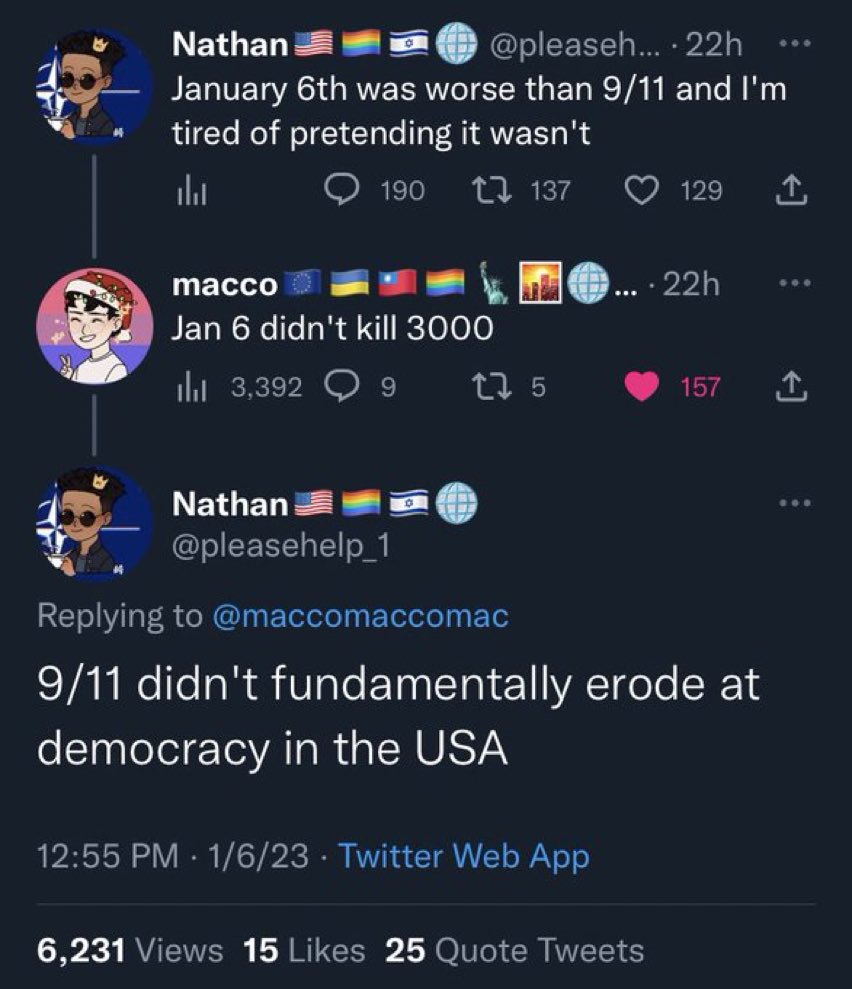 Nathan🇺🇸🏳️‍🌈🇮🇱🌐 @pleaseh... · 22h ···
January 6th was worse than 9/11 and I'm
tired of pretending it wasn't
190 137 129
macco🇪🇺🇺🇦🇹🇼🏳️‍🌈🗽🌇🌐... · 22h ···
Jan 6 didn't kill 3000
3,392 9 5 157
Nathan🇺🇸🏳️‍🌈🇮🇱🌐 ···
@pleasehelp_1
Replying to @maccomaccomac
9/11 didn't fundamentally erode at
democracy in the USA
12:55 PM · 1/6/23 · Twitter Web App
6,231 Views 15 Likes 25 Quote Tweets